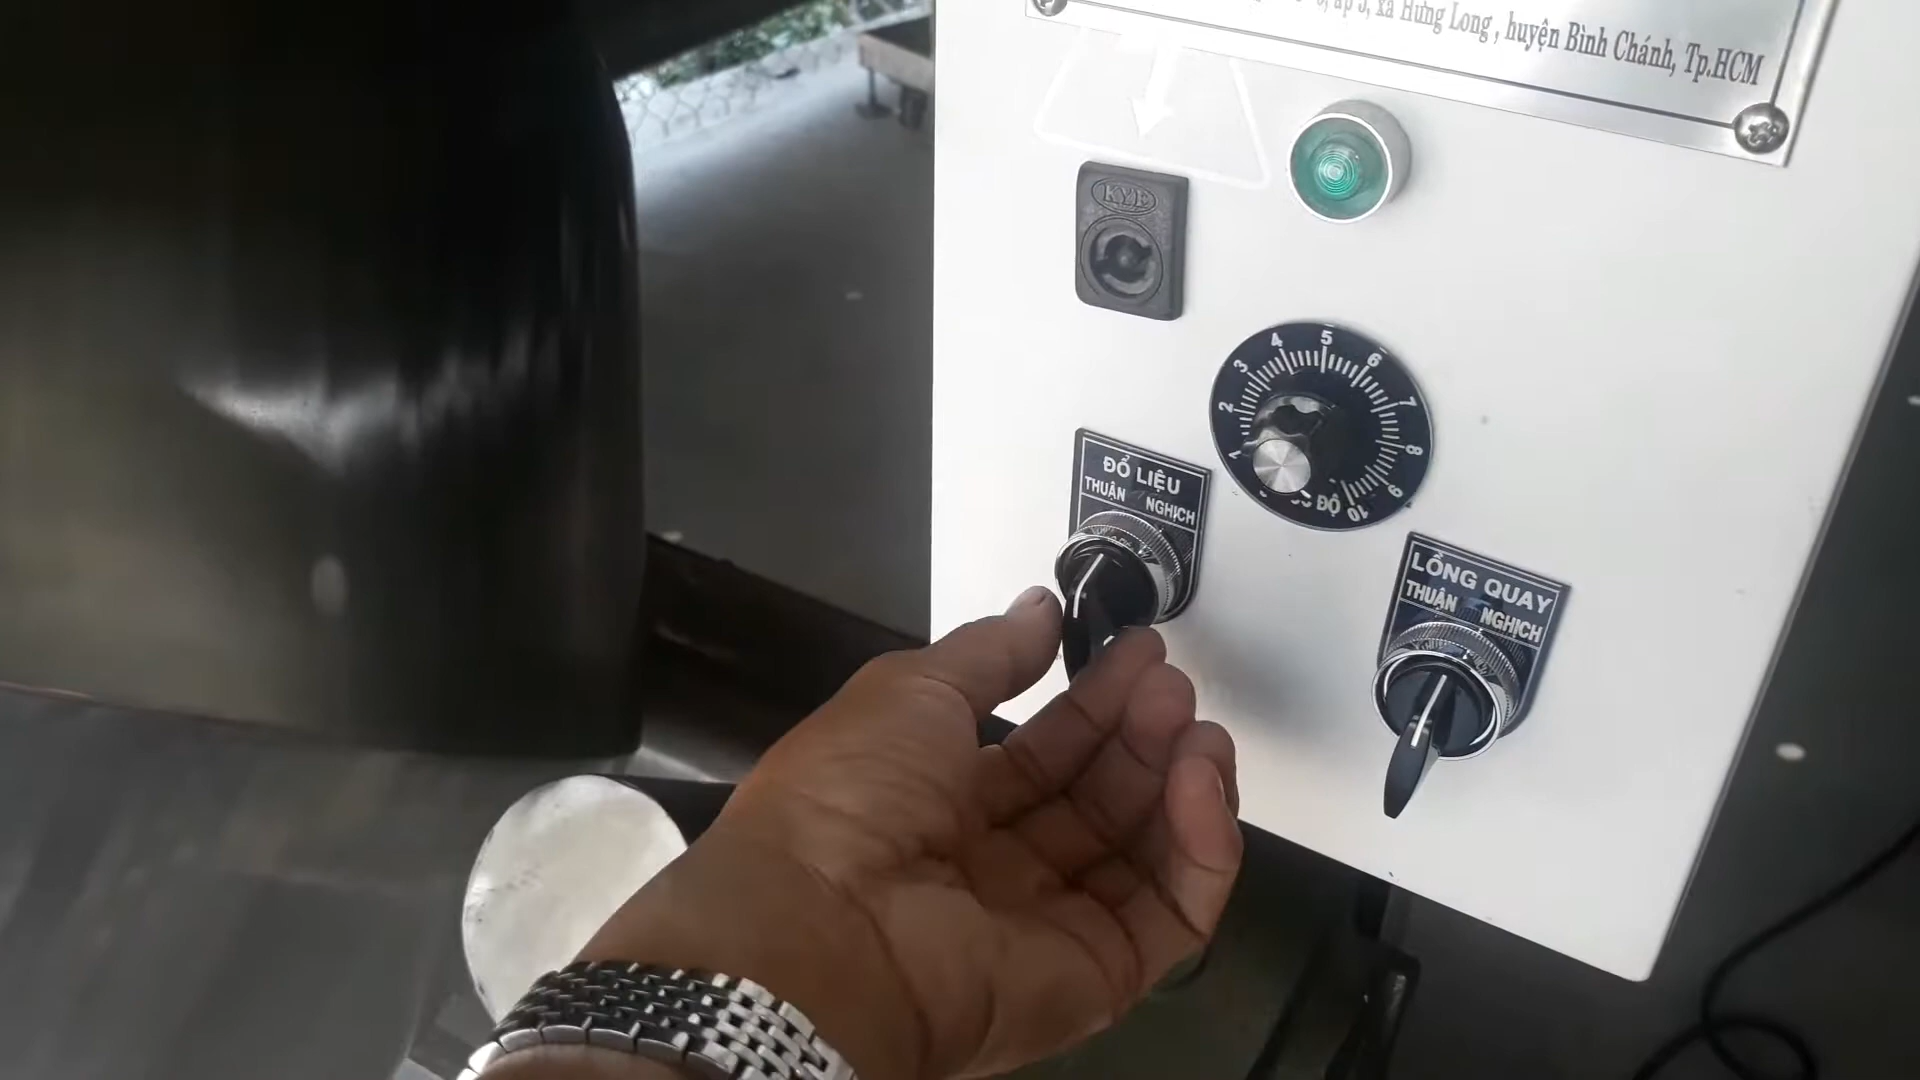 ấp 5, xã Hưng Long , huyện Bình Chánh, Tp.HCM
KYE
1 2 3 4 5 6 7 8 9 10
ĐỘ
ĐỔ LIỆU
THUẬN NGHỊCH
LỒNG QUAY
THUẬN NGHỊCH